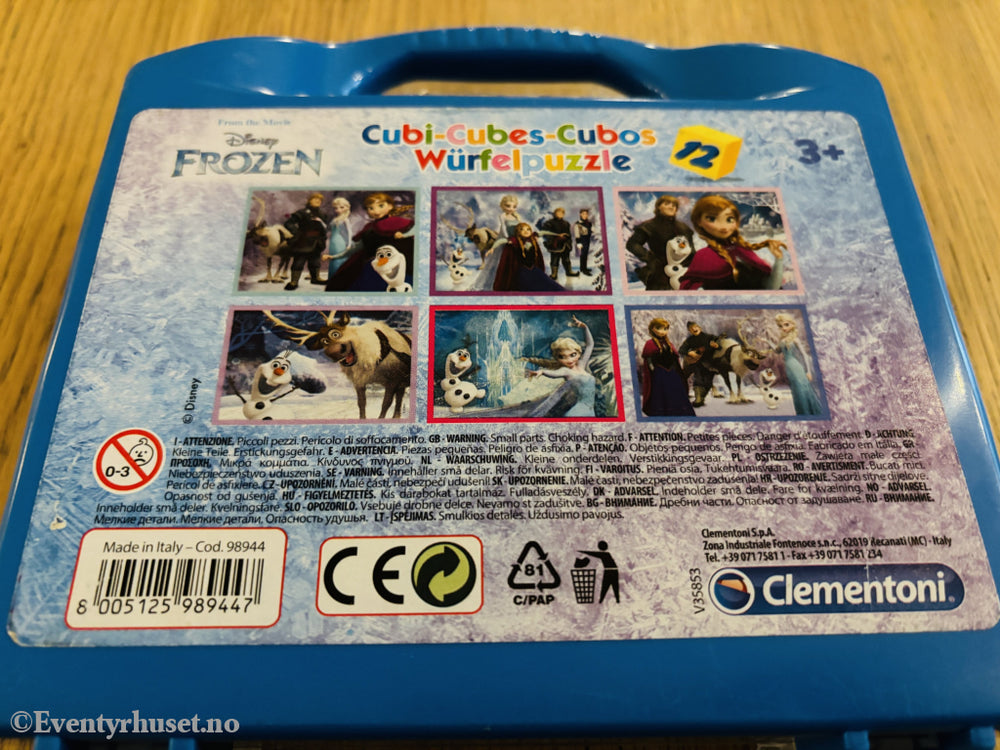 From the Movie
Disney
FROZEN
Cubi-Cubes-Cubos
Würfelpuzzle
12
3+
© Disney
0-3
I - ATTENZIONE. Piccoli pezzi. Pericolo di soffocamento. GB - WARNING. Small parts. Choking hazard. F - ATTENTION. Petites pièces. Danger d'étouffement. D - ACHTUNG.
Kleine Teile. Erstickungsgefahr. E - ADVERTENCIA. Piezas pequeñas. Peligro de asfixia. P - ATENÇÃO. Objetos pequenos. Perigo de asfixia. Fabricado em Itália. GR -
ΠΡΟΣΟΧΗ. Μικρά κομματια. Κίνδυνος πνιγμού. NL - WAARSCHUWING. Kleine onderdelen. Verstikkingsgevaar. PL - OSTRZEŻENIE. Zawiera małe części.
Niebezpieczeństwo uduszenia. SE - VARNING. Innehåller små delar. Risk för kvävning. FI - VAROITUS. Pieniä osia. Tukehtumisvaara. RO - AVERTISMENT. Bucati mici.
Pericol de asfixiere. CZ - UPOZORNĚNÍ. Malé části, nebezpečí udušení! SK - UPOZORNENIE. Malé časti, nebezpečenstvo zadusenia! HR - UPOZORENJE. Sadrži sitne dijelove.
Opasnost od gušenja. HU - FIGYELMEZTETÉS. Kis darabokat tartalmaz. Fulladásveszély. DK - ADVARSEL. Indeholder små dele. Fare for kvælning. NO - ADVARSEL.
Inneholder små deler. Kvelningsfare. SLO - OPOZORILO. Vsebuje drobne delce. Nevarno st zadušitve. BG - ВНИМАНИЕ. Дребни части. Опасност от задушаване. RU - ВНИМАНИЕ.
Мелкие детали. Мелкие детали, Опасность удушья. LT - ĮSPĖJIMAS. Smulkios detalės. Uždusimo pavojus.
Made in Italy - Cod. 98944
8 005125 989447
CE
81
C/PAP
V35853
Clementoni S.p.A.
Zona Industriale Fontenoce s.n.c., 62019 Recanati (MC) - Italy
Tel. +39 071 7581 1 - Fax +39 071 7581 234
Clementoni®
©Eventyrhuset.no